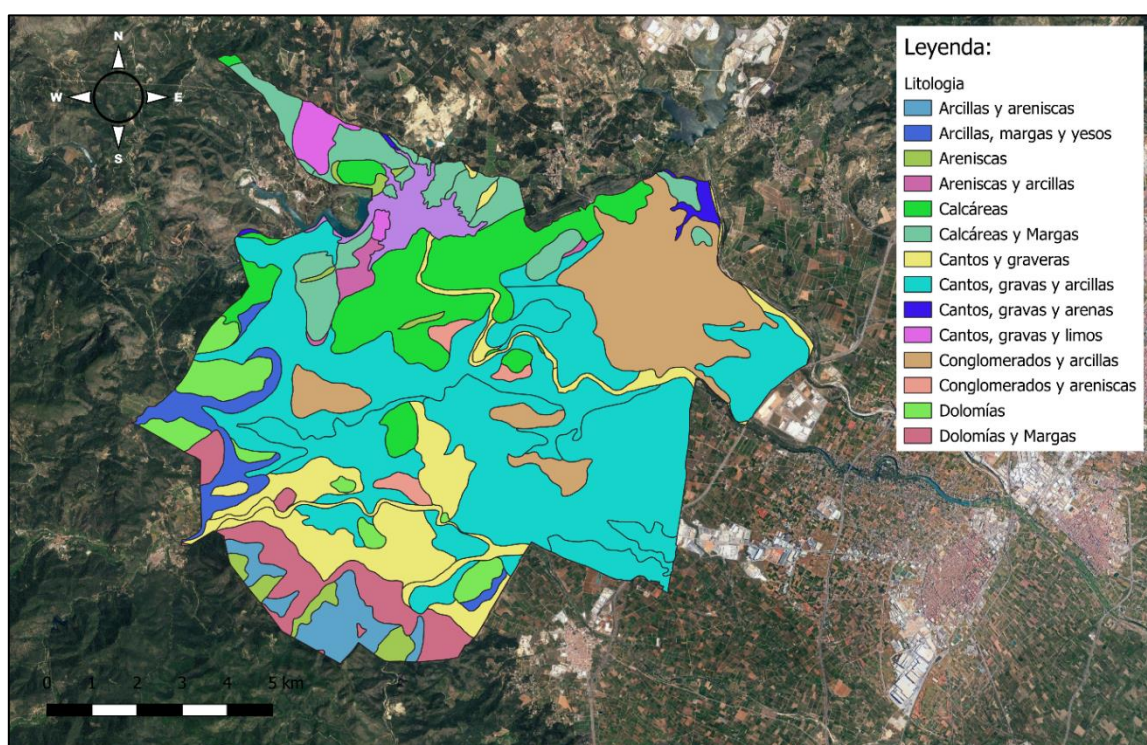 N
W E
S
Leyenda:
Litologia
Arcillas y areniscas
Arcillas, margas y yesos
Areniscas
Areniscas y arcillas
Calcáreas
Calcáreas y Margas
Cantos y graveras
Cantos, gravas y arcillas
Cantos, gravas y arenas
Cantos, gravas y limos
Conglomerados y arcillas
Conglomerados y areniscas
Dolomías
Dolomías y Margas
0 1 2 3 4 5 km